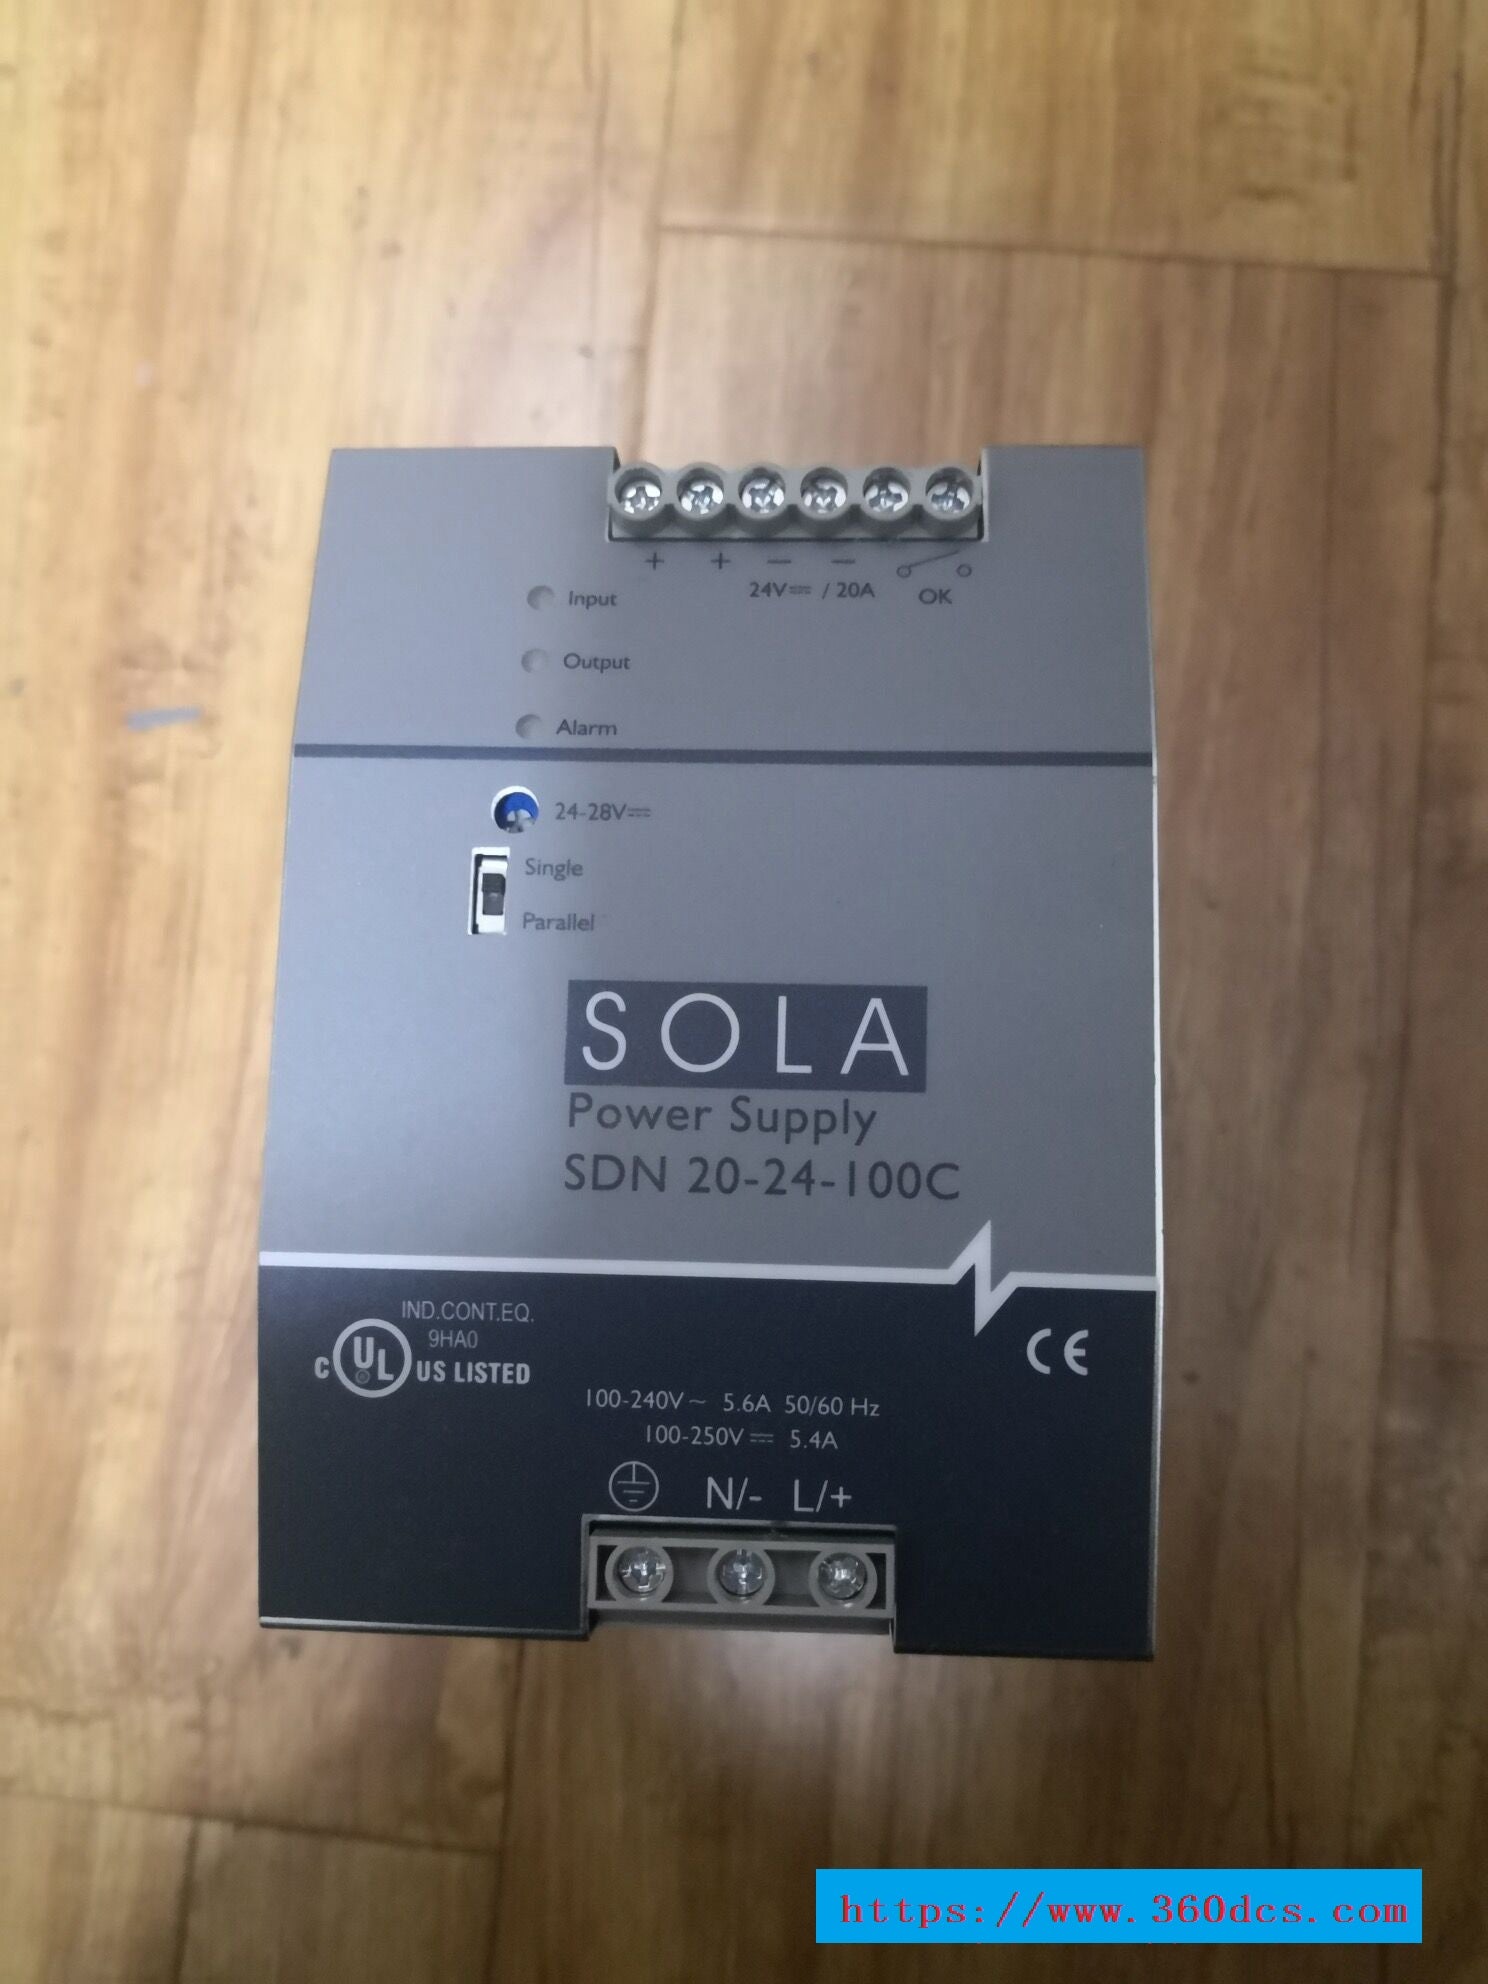 + + — —
24V⎓ / 20A OK
Input
Output
Alarm
24-28V⎓
Single
Parallel
SOLA
Power Supply
SDN 20-24-100C
IND.CONT.EQ.
9HA0
C UL US LISTED
CE
100-240V ~ 5.6A 50/60 Hz
100-250V ⎓ 5.4A
N/- L/+
https://www.360dcs.com